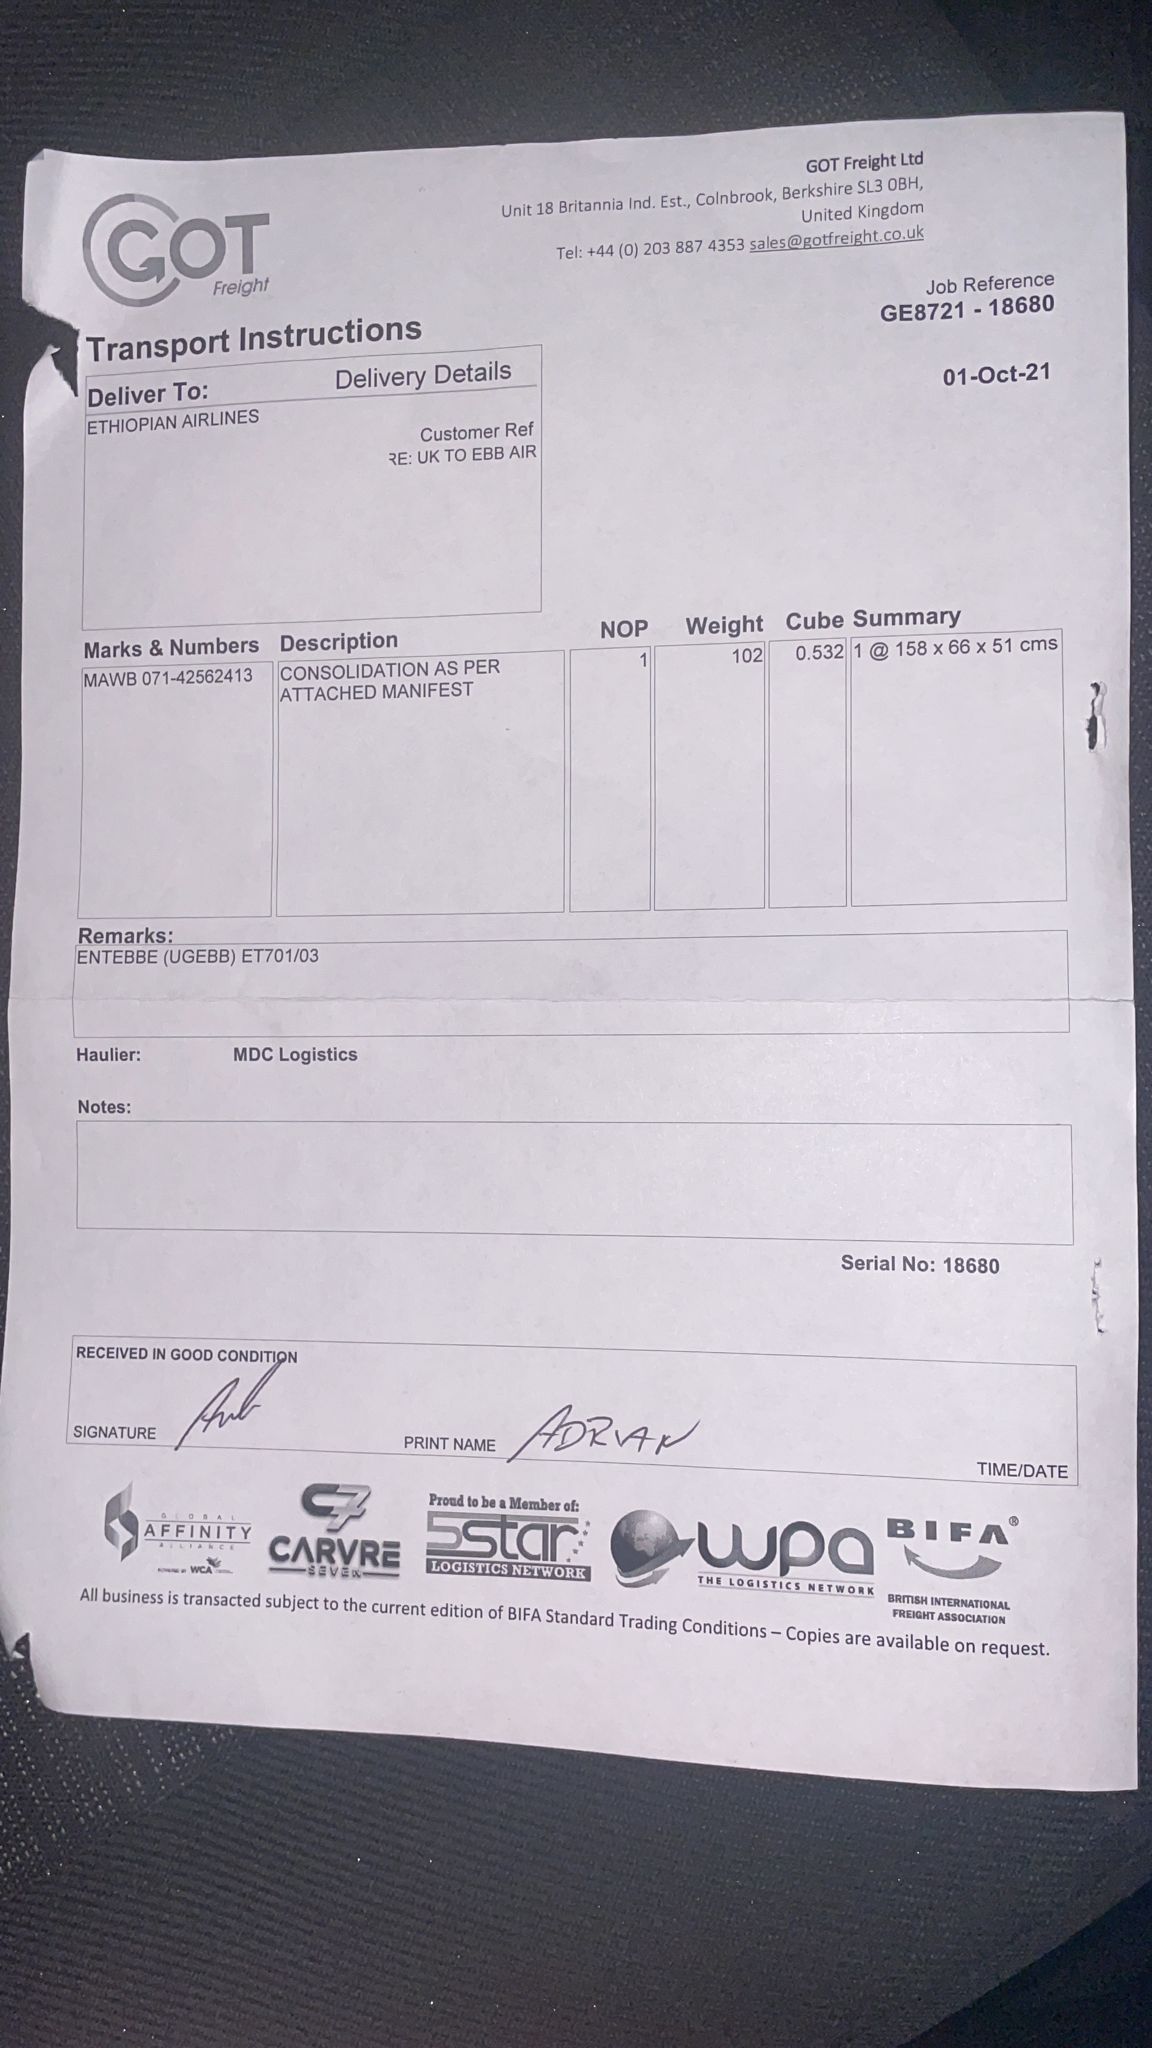 GOT
Freight
GOT Freight Ltd
Unit 18 Britannia Ind. Est., Colnbrook, Berkshire SL3 0BH,
United Kingdom
Tel: +44 (0) 203 887 4353 sales@gotfreight.co.uk
Job Reference
GE8721 - 18680
01-Oct-21
Transport Instructions
Deliver To: Delivery Details
ETHIOPIAN AIRLINES
Customer Ref
RE: UK TO EBB AIR
Marks & Numbers Description NOP Weight Cube Summary
MAWB 071-42562413 CONSOLIDATION AS PER 1 102 0.532 1 @ 158 x 66 x 51 cms
ATTACHED MANIFEST
Remarks:
ENTEBBE (UGEBB) ET701/03
Haulier: MDC Logistics
Notes:
Serial No: 18680
RECEIVED IN GOOD CONDITION
SIGNATURE
PRINT NAME ADRIAN
TIME/DATE
GLOBAL
AFFINITY
ALLIANCE
POWERED BY WCA
C7
CARVRE
SEVEN
Proud to be a Member of:
5star
LOGISTICS NETWORK
wpa
THE LOGISTICS NETWORK
BIFA®
BRITISH INTERNATIONAL
FREIGHT ASSOCIATION
All business is transacted subject to the current edition of BIFA Standard Trading Conditions – Copies are available on request.